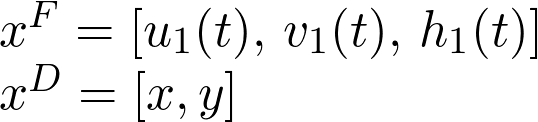 x^F = [u_1(t), v_1(t), h_1(t)]
x^D = [x, y]